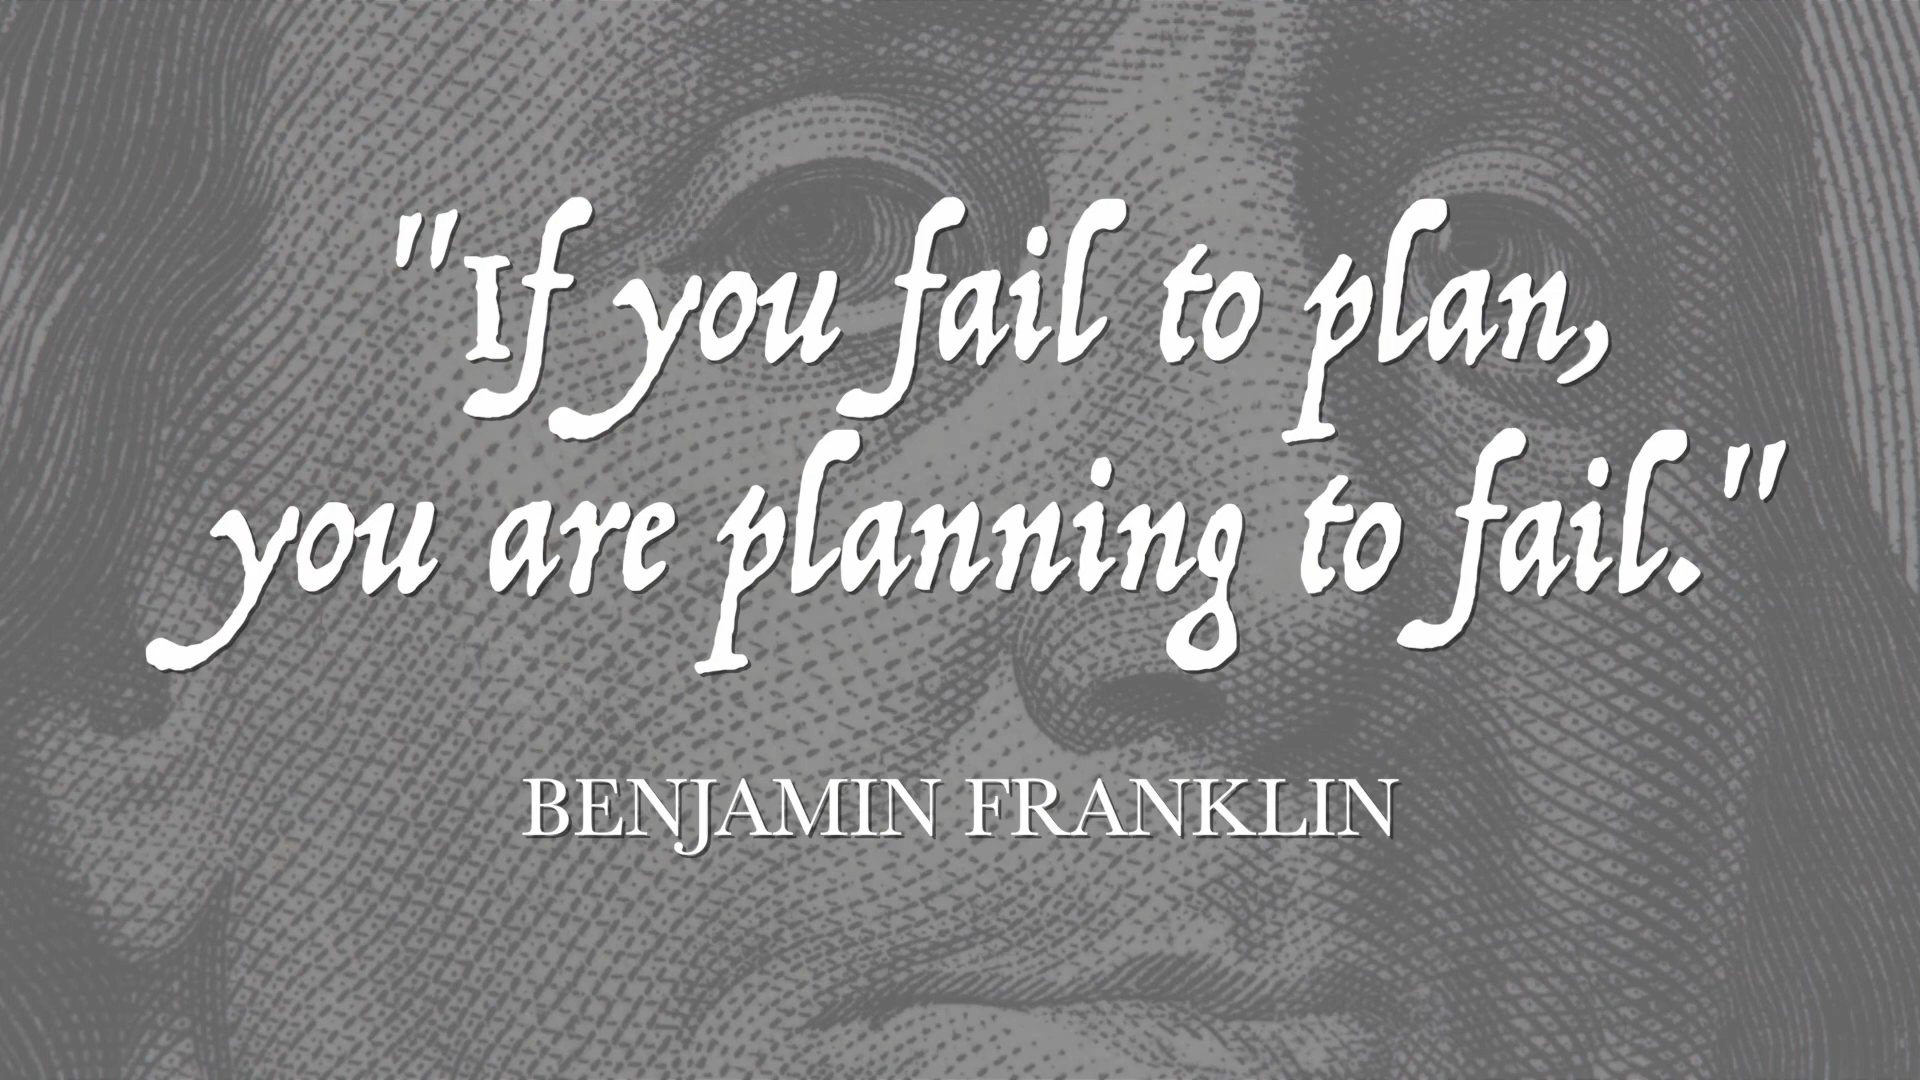 "If you fail to plan,
you are planning to fail."
BENJAMIN FRANKLIN